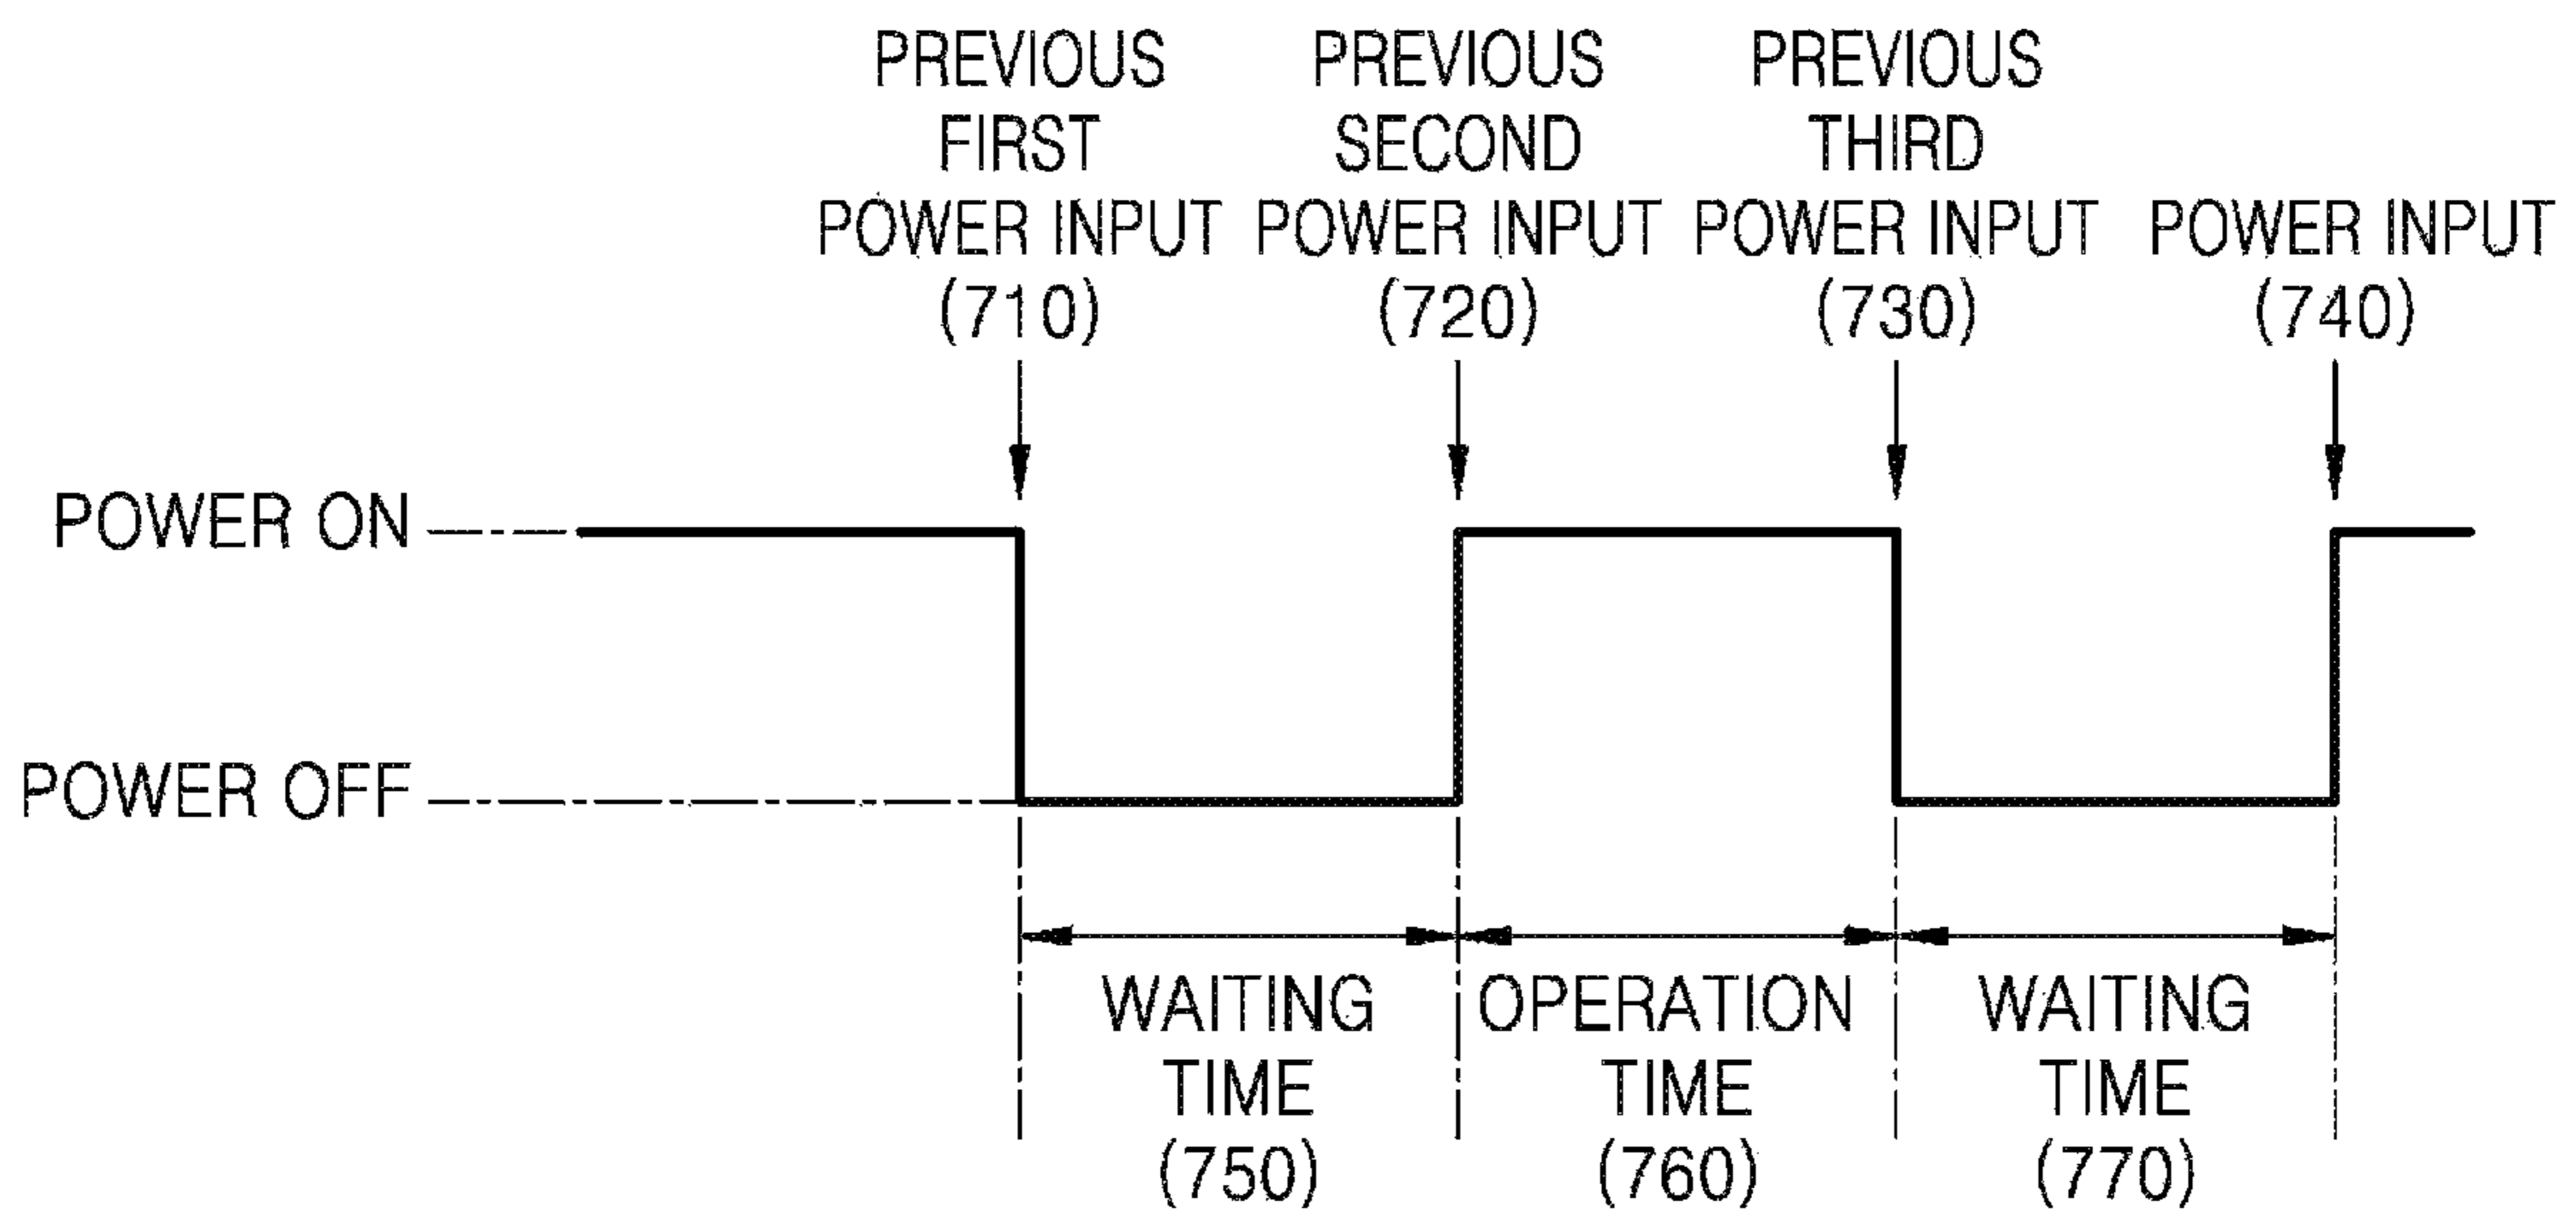 PREVIOUS
FIRST
POWER INPUT
(710)
PREVIOUS
SECOND
POWER INPUT
(720)
PREVIOUS
THIRD
POWER INPUT
(730)
POWER INPUT
(740)
POWER ON
POWER OFF
WAITING
TIME
(750)
OPERATION
TIME
(760)
WAITING
TIME
(770)